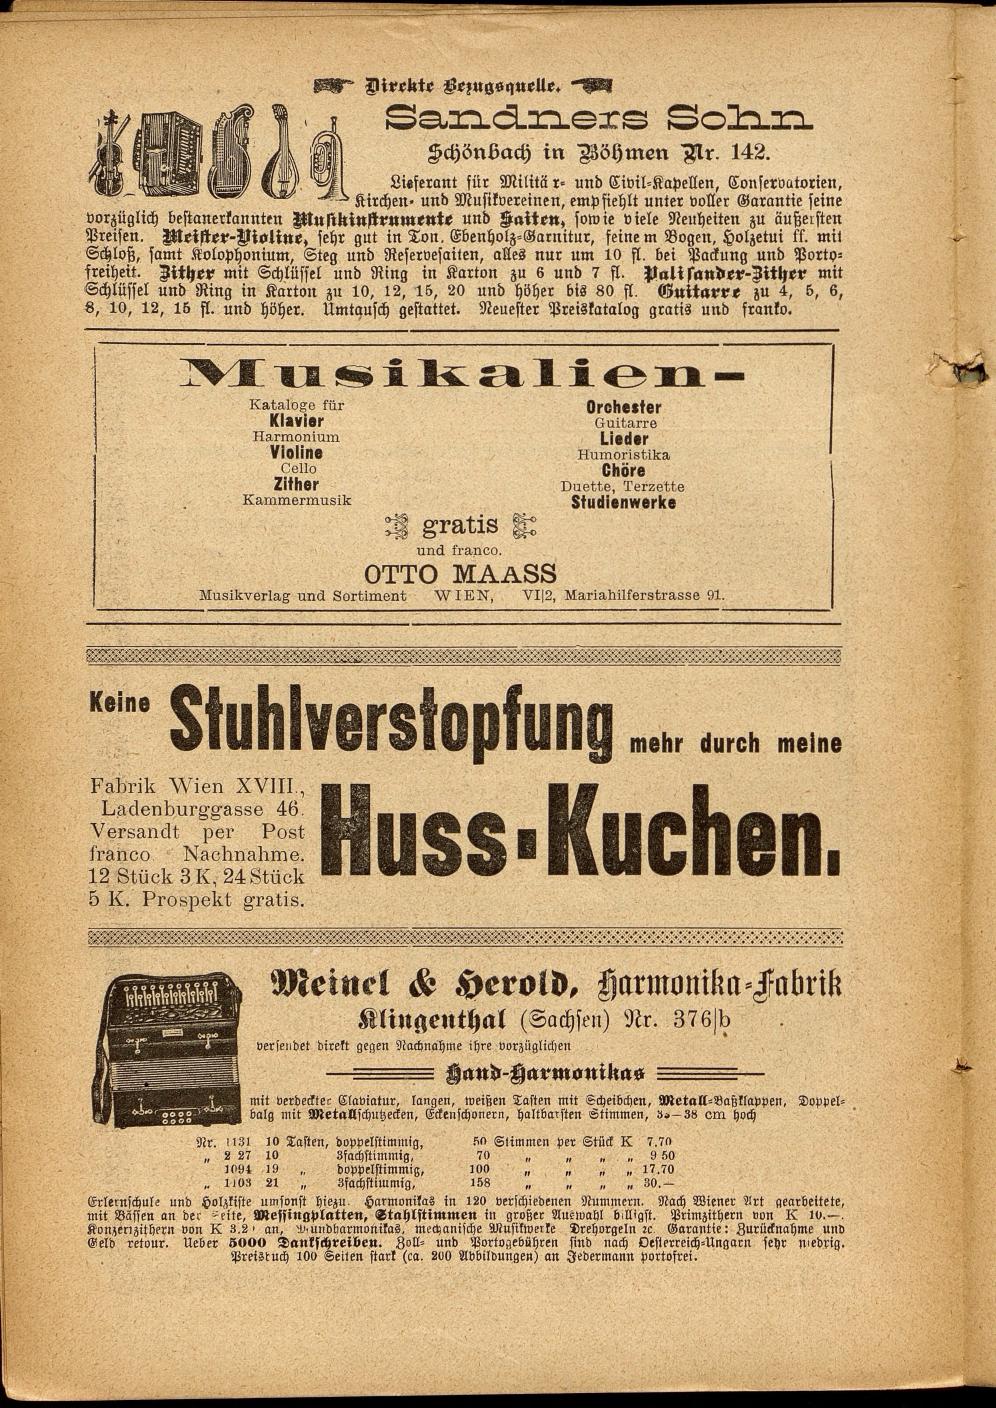 Direkte Bezugsquelle.
Sandners Sohn
Schönbach in Böhmen Nr. 142.
Lieferant für Militär- und Civil-Kapellen, Conservatorien,
Kirchen- und Musikvereinen, empfiehlt unter voller Garantie seine
vorzüglich bestanerkannten Musikinstrumente und Saiten, sowie viele Neuheiten zu äußersten
Preisen. Meister-Violine, sehr gut in Ton, Ebenholz-Garnitur, feinem Bogen, Holzetui ff. mit
Schloß, samt Kolophonium, Steg und Reservesaiten, alles nur um 10 fl. bei Packung und Porto-
freiheit. Zither mit Schlüssel und Ring in Karton zu 6 und 7 fl. Palisander-Zither mit
Schlüssel und Ring in Karton zu 10, 12, 15, 20 und höher bis 80 fl. Guitarre zu 4, 5, 6,
8, 10, 12, 15 fl. und höher. Umtausch gestattet. Neuester Preiskatalog gratis und franko.
Musikalien-
Kataloge für
Klavier
Harmonium
Violine
Cello
Zither
Kammermusik
Orchester
Guitarre
Lieder
Humoristika
Chöre
Duette, Terzette
Studienwerke
gratis
und franco.
OTTO MAASS
Musikverlag und Sortiment WIEN, VI|2, Mariahilferstrasse 91.
Keine Stuhlverstopfung mehr durch meine
Huss-Kuchen.
Fabrik Wien XVIII.,
Ladenburggasse 46.
Versandt per Post
franco Nachnahme.
12 Stück 3 K, 24 Stück
5 K. Prospekt gratis.
Meinel & Herold, Harmonika-Fabrik
Klingenthal (Sachsen) Nr. 376|b
versendet direkt gegen Nachnahme ihre vorzüglichen
Hand-Harmonikas
mit verdeckter Claviatur, langen, weißen Tasten mit Scheibchen, Metall-Baßklappen, Doppel-
balg mit Metallschutzecken, Eckenschonern, haltbarsten Stimmen, 38 cm hoch
Nr. 1131 10 Tasten, doppelstimmig, 50 Stimmen per Stück K 7,70
„ 2 27 10 3fachstimmig, 70 „ „ „ „ 9 50
1094 19 „ doppelstimmig, 100 „ „ „ „ 17.70
„ 1103 21 „ 3fachstimmig, 158 „ „ „ „ 30.—
Erlernschule und Holzkiste umsonst hiezu. Harmonikas in 120 verschiedenen Nummern. Nach Wiener Art gearbeitete,
mit Bässen an der Seite, Messingplatten, Stahlstimmen in großer Auswahl billigst. Primzithern von K 10.—.
Konzertzithern von K an, Mundharmonikas, mechanische Musikwerke Drehorgeln ꝛc. Garantie: Zurücknahme und
Geld retour. Ueber 5000 Dankschreiben. Zoll- und Portogebühren sind nach Oesterreich-Ungarn sehr niedrig.
Preisbuch 100 Seiten stark (ca. 200 Abbildungen) an Jedermann portofrei.